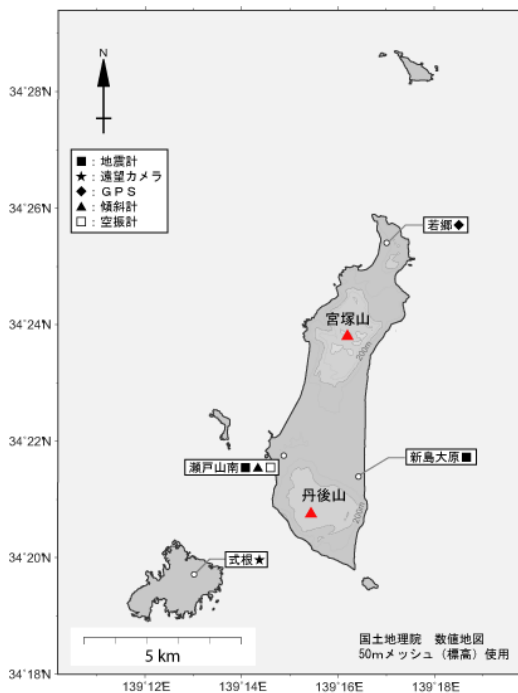 34°28′N
34°26′N
34°24′N
34°22′N
34°20′N
34°18′N
N
■：地震計
★：遠望カメラ
◆：ＧＰＳ
▲：傾斜計
□：空振計
若郷◆
宮塚山
200m
瀬戸山南■▲□
新島大原■
丹後山
200m
式根★
5 km
国土地理院　数値地図
50mメッシュ（標高）使用
139°12′E
139°14′E
139°16′E
139°18′E